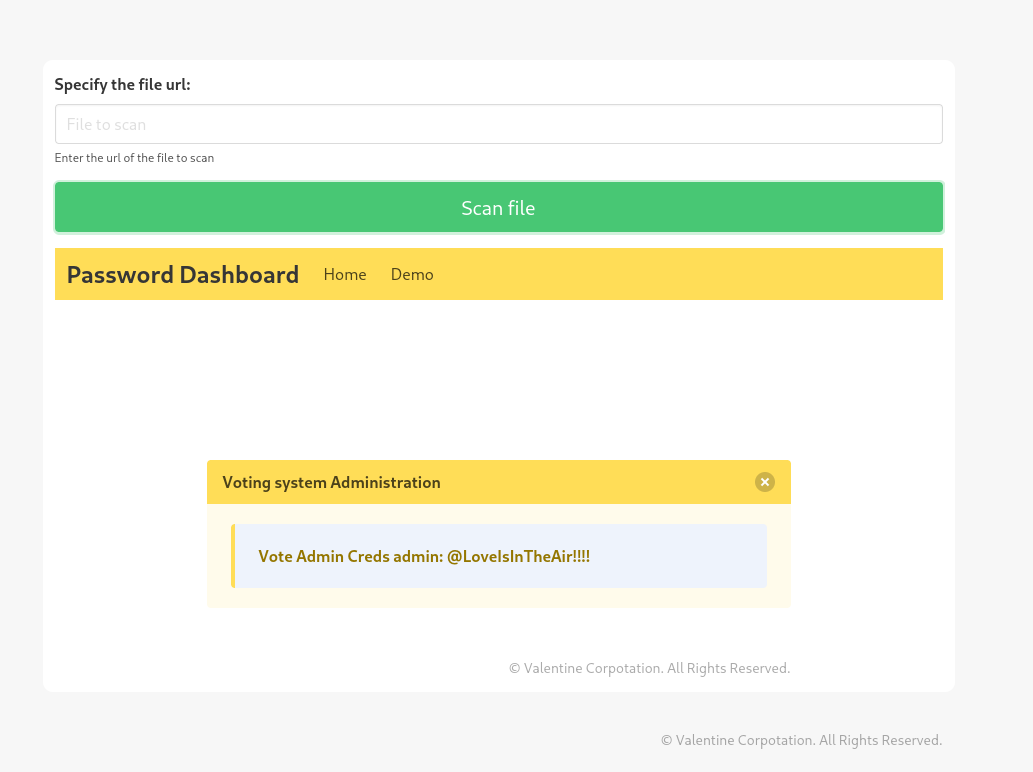 Specify the file url:
File to scan
Enter the url of the file to scan
Scan file
Password Dashboard Home Demo
Voting system Administration
Vote Admin Creds admin: @LoveIsInTheAir!!!!
© Valentine Corpotation. All Rights Reserved.
© Valentine Corpotation. All Rights Reserved.